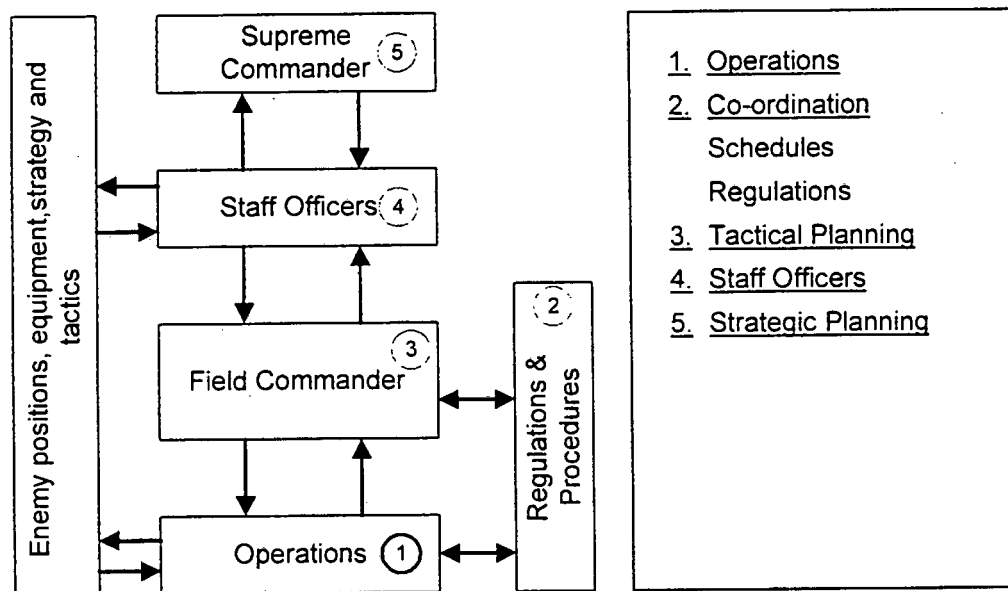 Enemy positions, equipment,strategy and
tactics
Supreme
Commander
5
Staff Officers
4
Field Commander
3
Operations
1
Regulations &
Procedures
2
1. Operations
2. Co-ordination
Schedules
Regulations
3. Tactical Planning
4. Staff Officers
5. Strategic Planning